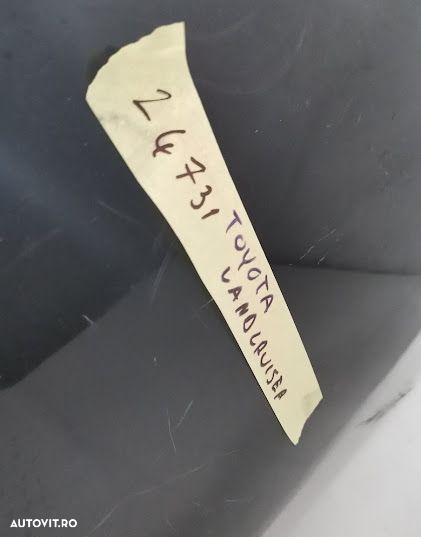 24731
TOYOTA
LANDCRUISER
AUTOVIT.RO